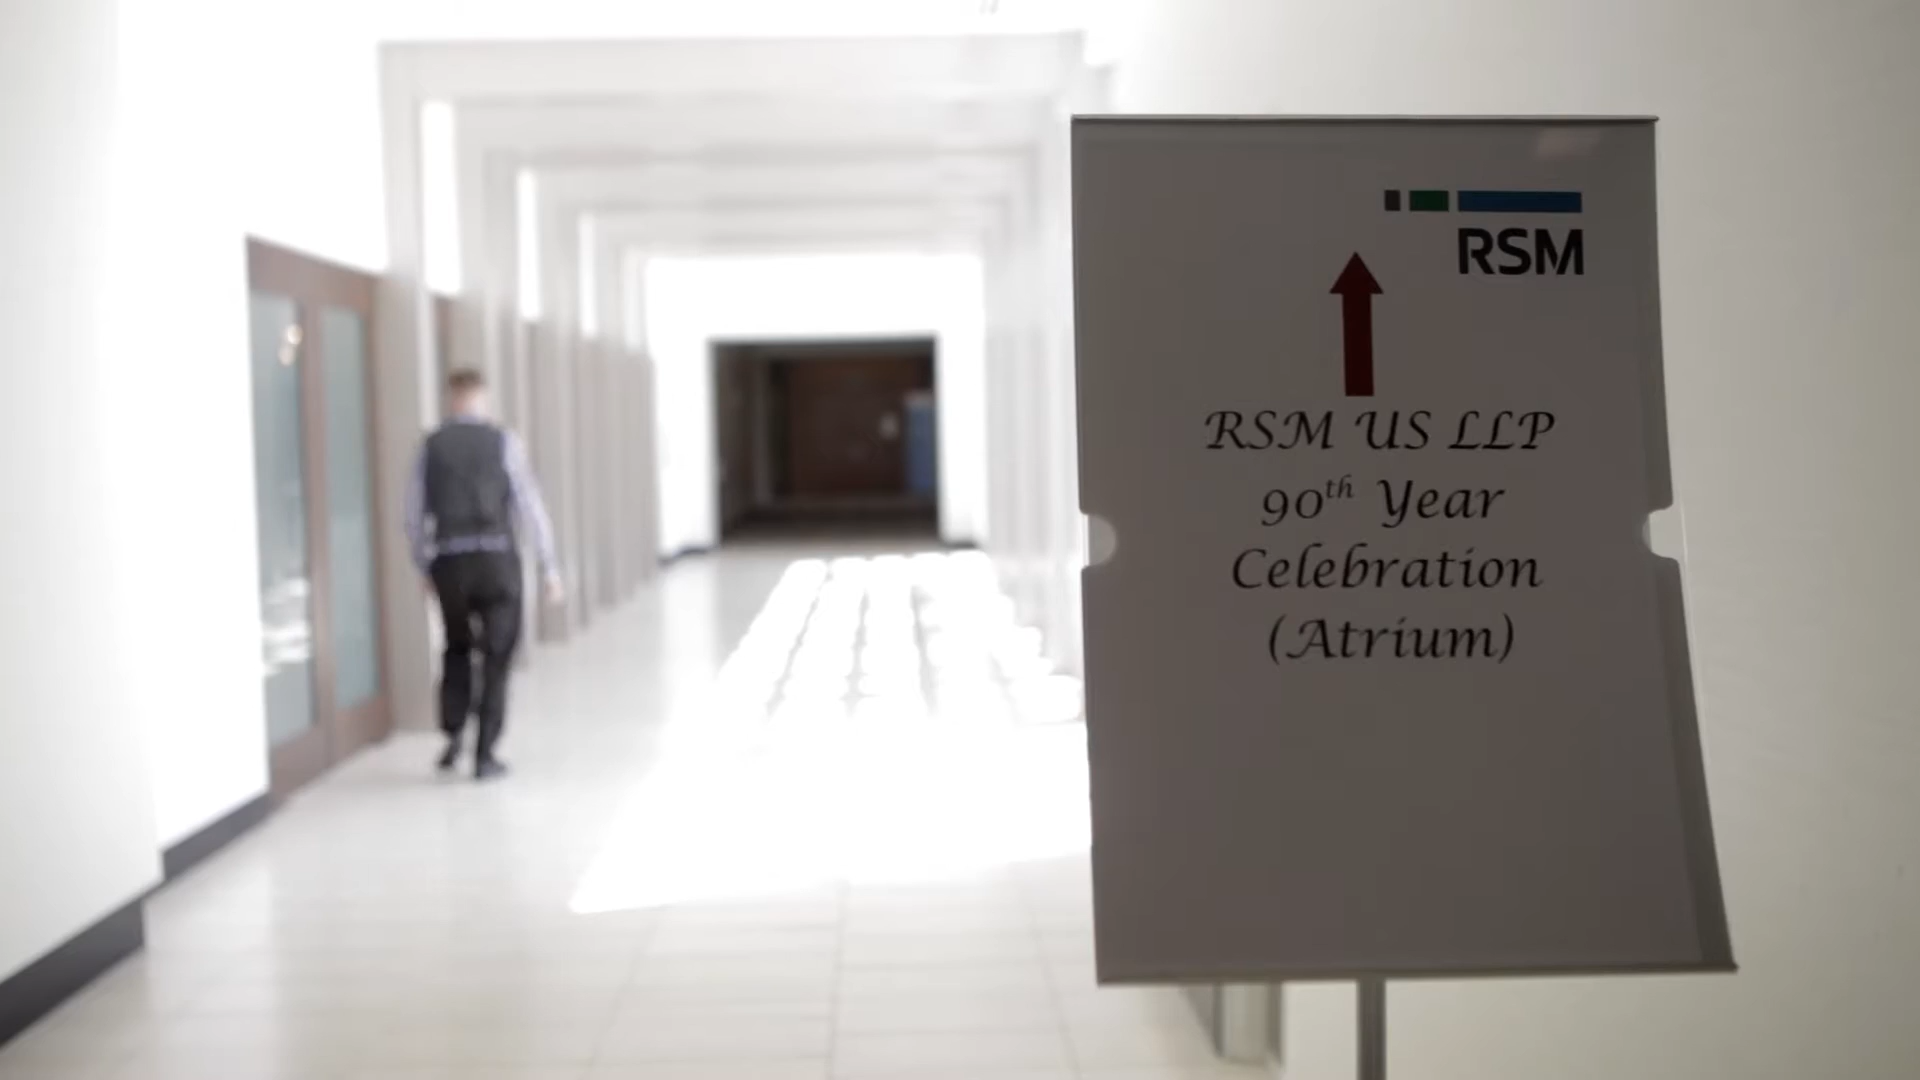 RSM
RSM US LLP
90th Year
Celebration
(Atrium)